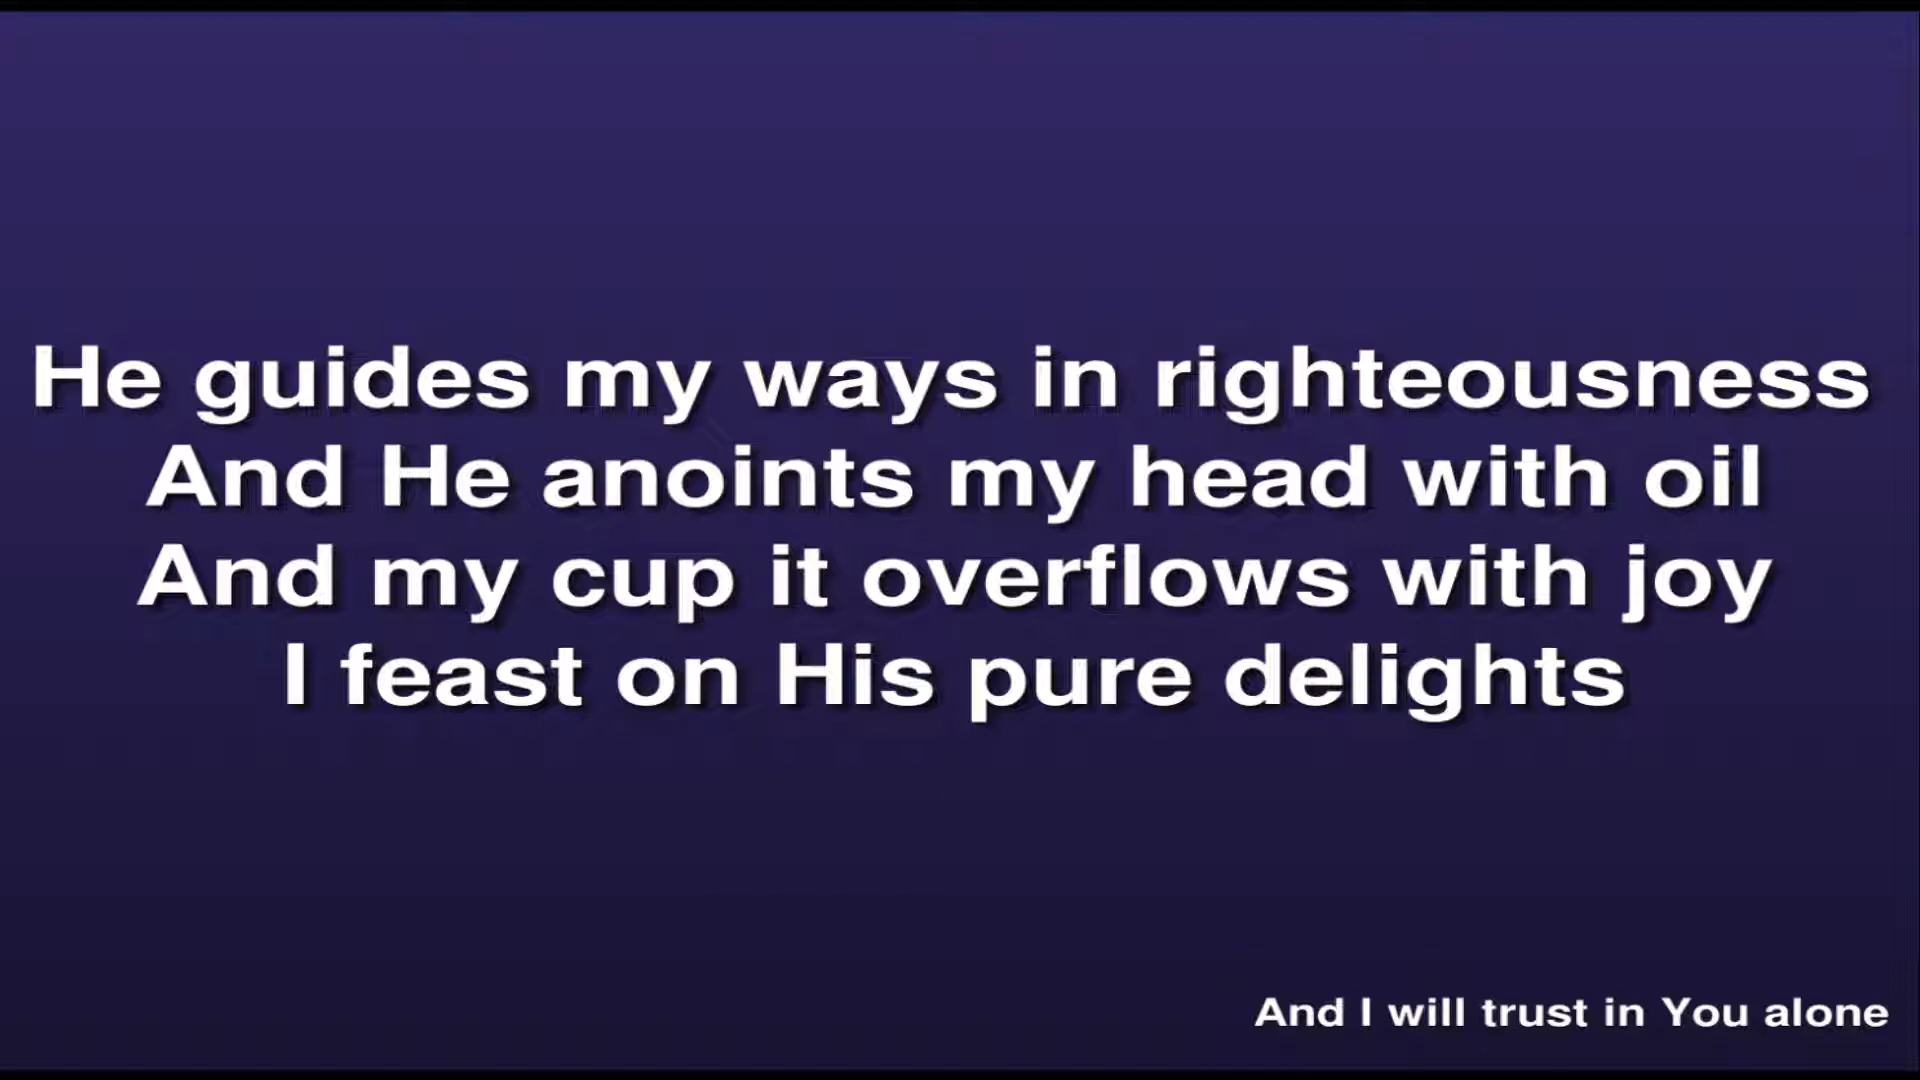 He guides my ways in righteousness
And He anoints my head with oil
And my cup it overflows with joy
I feast on His pure delights
And I will trust in You alone